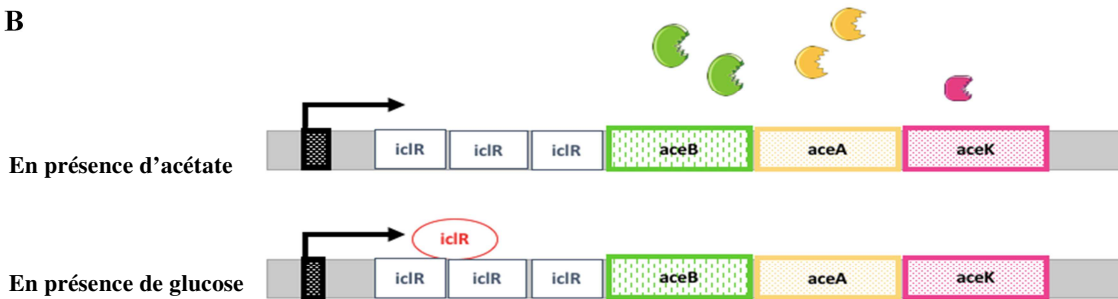 B
En présence d'acétate
iclR iclR iclR aceB aceA aceK
iclR
En présence de glucose
iclR iclR iclR aceB aceA aceK